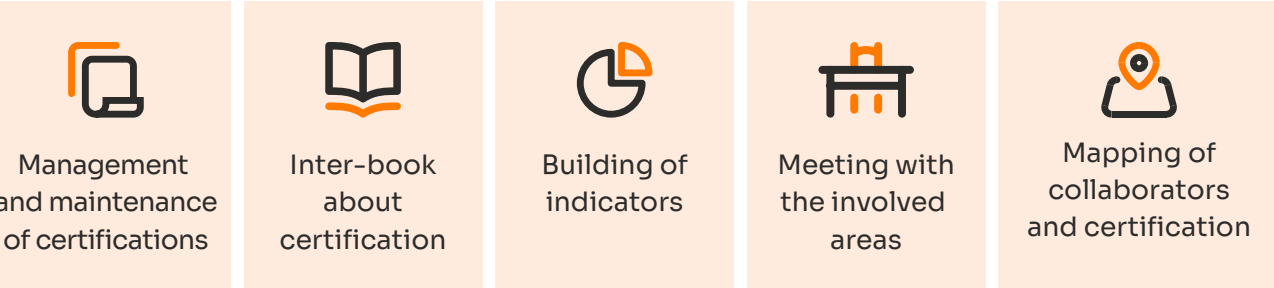 Management
and maintenance
of certifications
Inter-book
about
certification
Building of
indicators
Meeting with
the involved
areas
Mapping of
collaborators
and certification